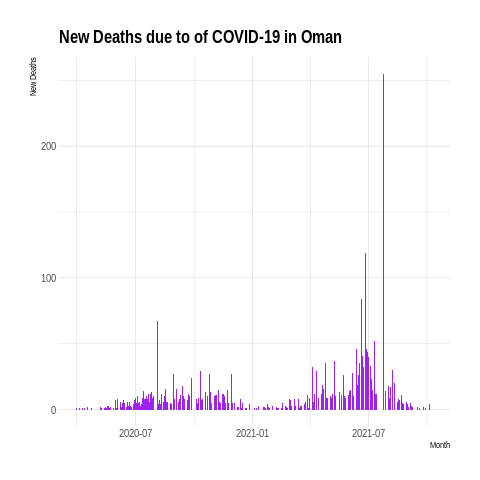 New Deaths due to of COVID-19 in Oman
New Deaths
200
100
0
2020-07
2021-01
2021-07
Month